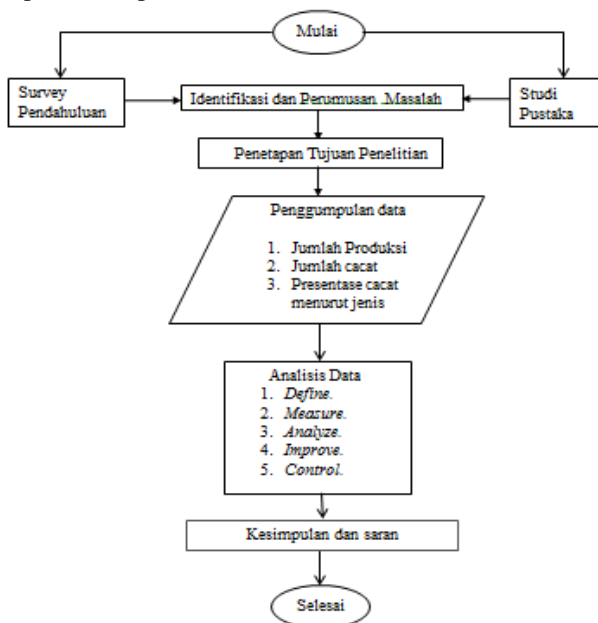 Mulai
Survey
Pendahuluan
Identifikasi dan Perumusan .Masalah
Studi
Pustaka
Penetapan Tujuan Penelitian
Penggumpulan data
1. Jumlah Produksi
2. Jumlah cacat
3. Presentase cacat
menurut jenis
Analisis Data
1. Define.
2. Measure.
3. Analyze.
4. Improve.
5. Control.
Kesimpulan dan saran
Selesai